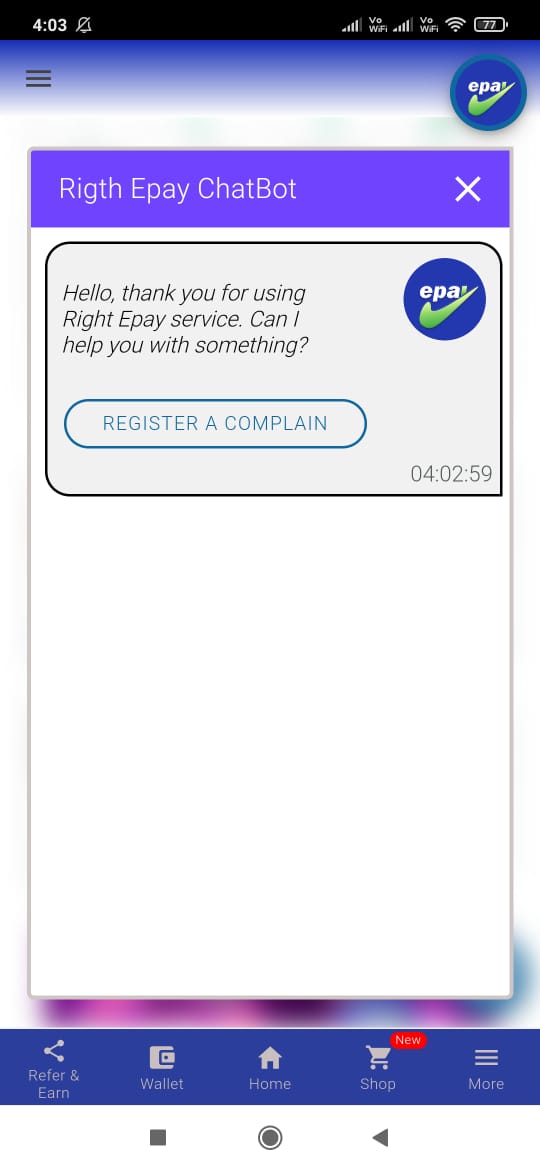 4:03
Vo
WiFi
Vo
WiFi
77
epay
Rigth Epay ChatBot
epay
Hello, thank you for using
Right Epay service. Can I
help you with something?
REGISTER A COMPLAIN
04:02:59
New
Refer &
Earn
Wallet
Home
Shop
More